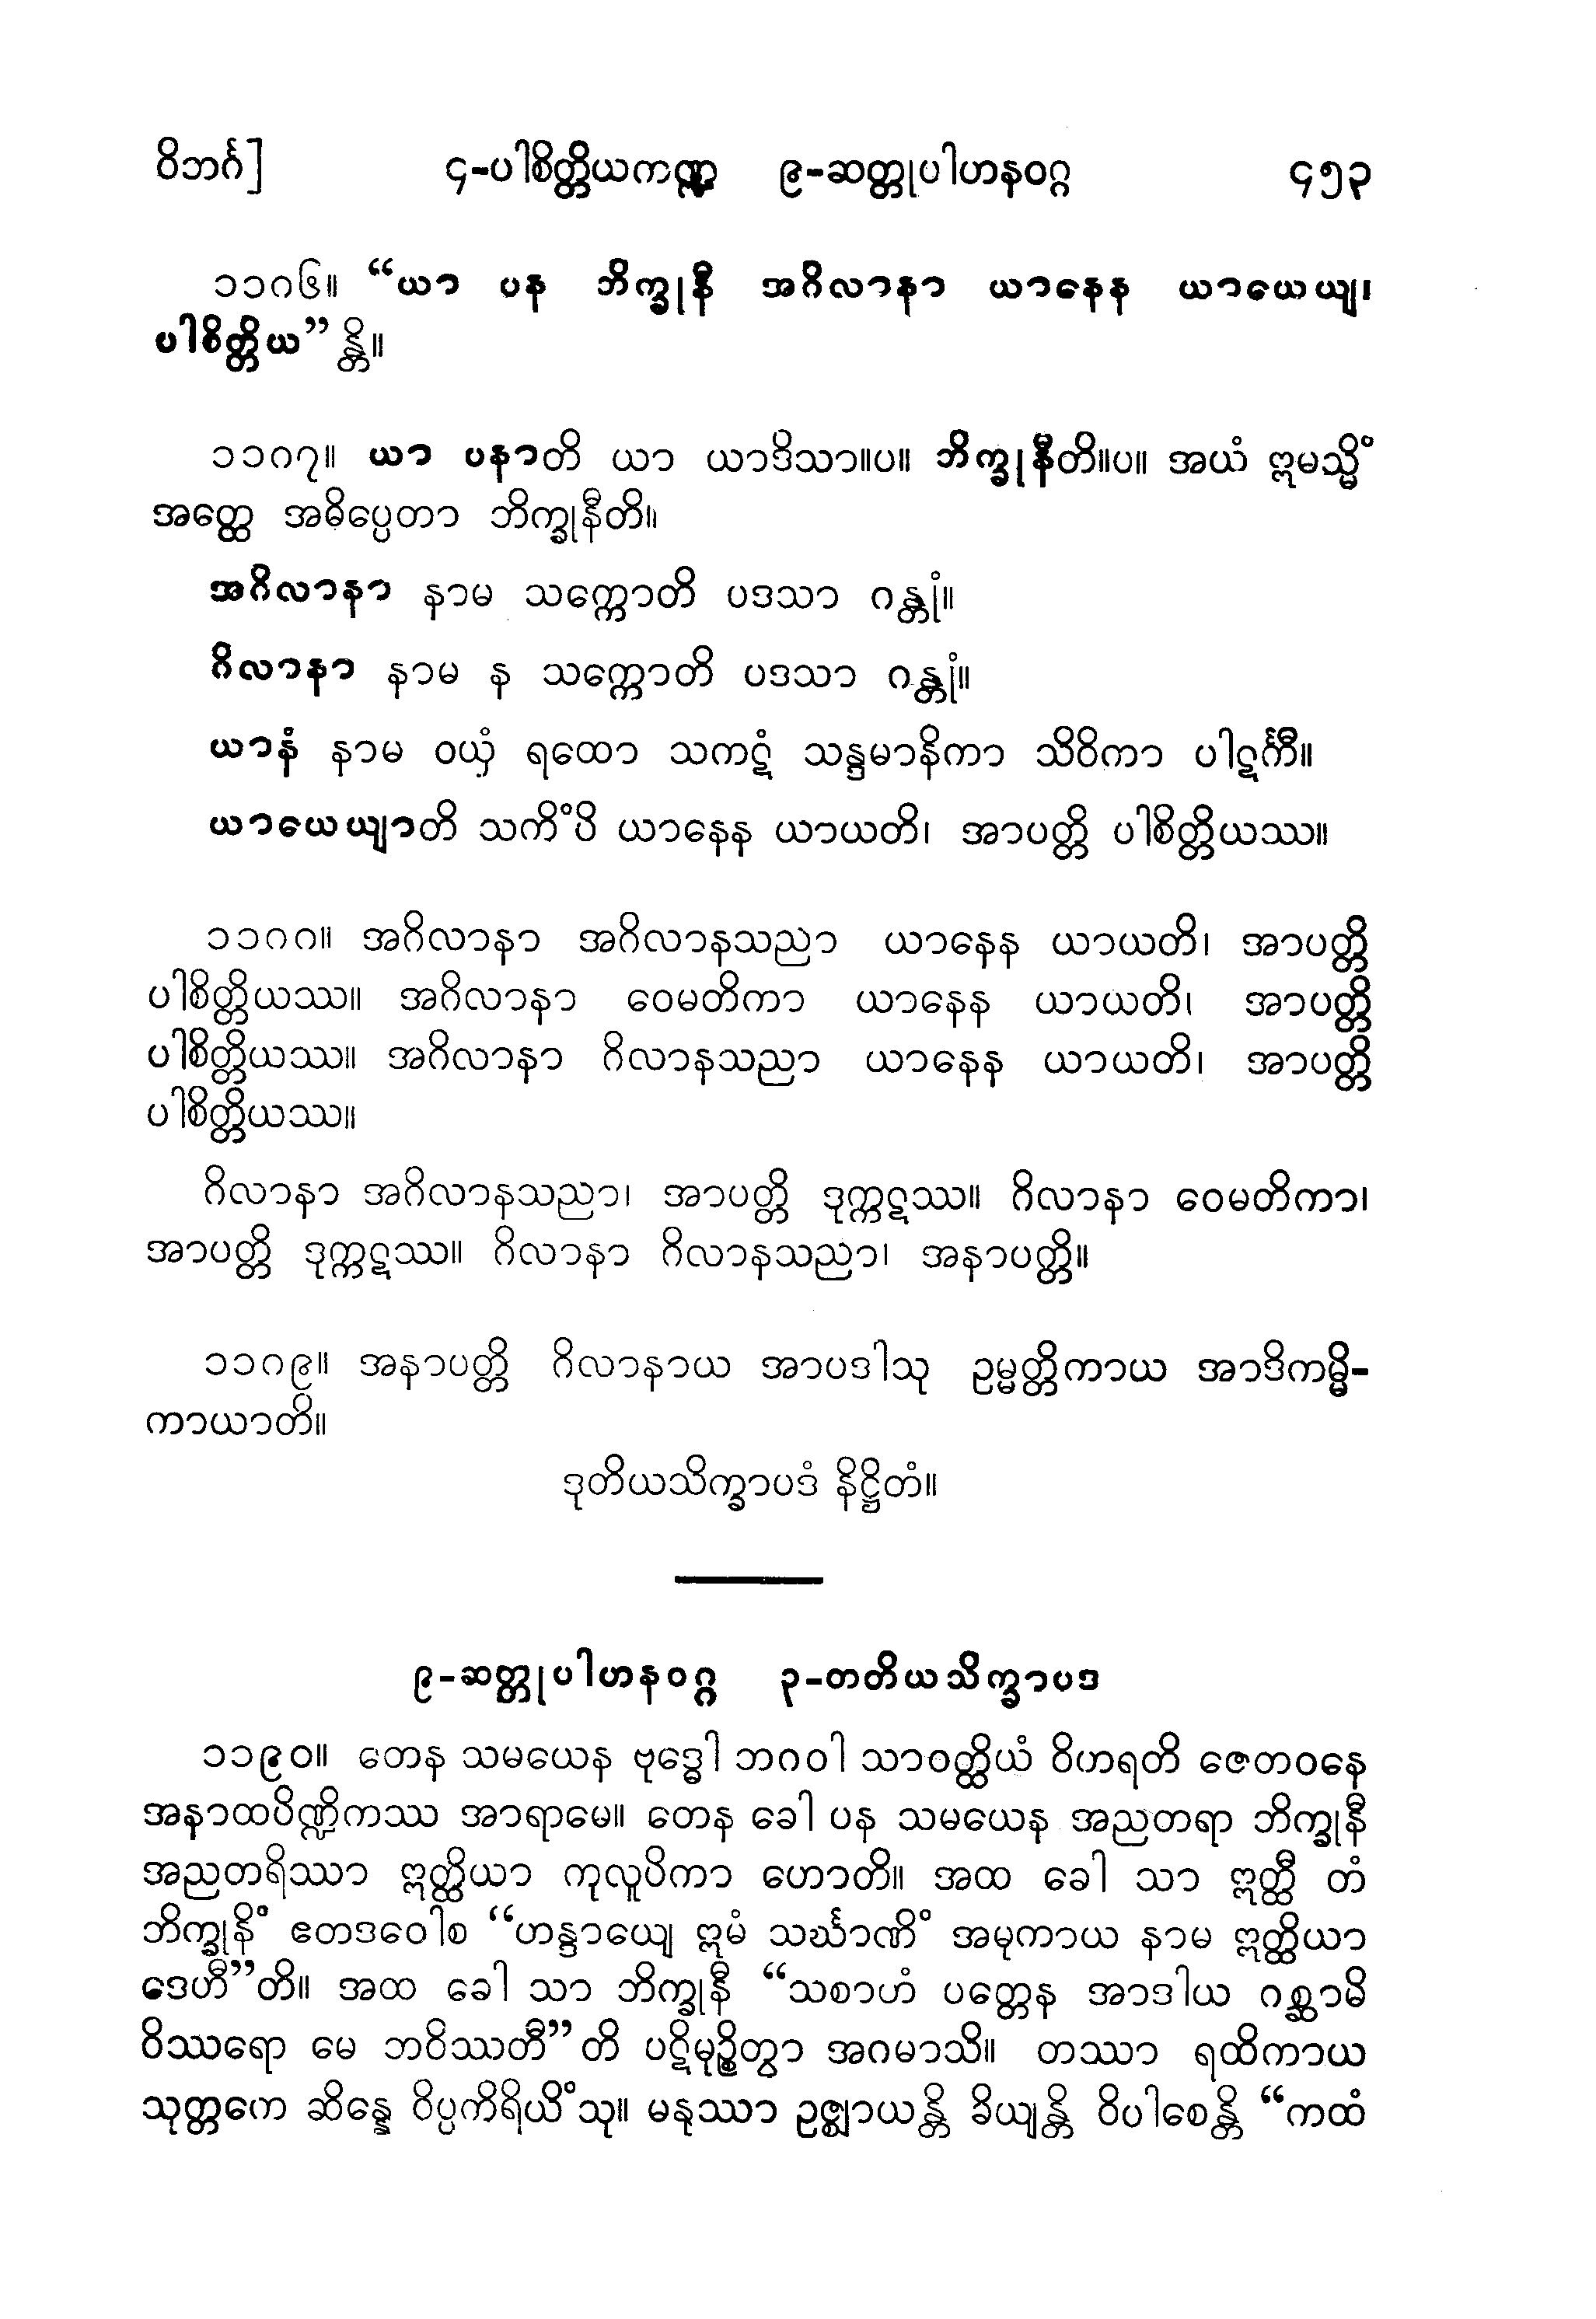 ဝိဘင်္ဂ] ၄-ပါစိတ္တိယကဏ္ဍ ၉-ဆတ္တုပါဟနဝဂ္ဂ ၄၅၃
၁၁၈၆။ “ယာ ပန ဘိက္ခုနီ အဂိလာနာ ယာနေန ယာယေယျ၊
ပါစိတ္တိယ”န္တိ။
၁၁၈၇။ ယာ ပနာတိ ယာ ယာဒိသာ။ပ။ ဘိက္ခုနီတိ။ပ။ အယံ ဣမသ္မိံ
အတ္ထေ အဓိပ္ပေတာ ဘိက္ခုနီတိ။
အဂိလာနာ နာမ သက္ကောတိ ပဒသာ ဂန္တုံ။
ဂိလာနာ နာမ န သက္ကောတိ ပဒသာ ဂန္တုံ။
ယာနံ နာမ ဝယှံ ရထော သကဋံ သန္ဒမာနိကာ သိဝိကာ ပါဋင်္ကီ။
ယာယေယျာတိ သကိံပိ ယာနေန ယာယတိ၊ အာပတ္တိ ပါစိတ္တိယဿ။
၁၁၈၈။ အဂိလာနာ အဂိလာနသညာ ယာနေန ယာယတိ၊ အာပတ္တိ
ပါစိတ္တိယဿ။ အဂိလာနာ ဝေမတိကာ ယာနေန ယာယတိ၊ အာပတ္တိ
ပါစိတ္တိယဿ။ အဂိလာနာ ဂိလာနသညာ ယာနေန ယာယတိ၊ အာပတ္တိ
ပါစိတ္တိယဿ။
ဂိလာနာ အဂိလာနသညာ၊ အာပတ္တိ ဒုက္ကဋဿ။ ဂိလာနာ ဝေမတိကာ၊
အာပတ္တိ ဒုက္ကဋဿ။ ဂိလာနာ ဂိလာနသညာ၊ အနာပတ္တိ။
၁၁၈၉။ အနာပတ္တိ ဂိလာနာယ အာပဒါသု ဥမ္မတ္တိကာယ အာဒိကမ္မိ-
ကာယာတိ။
ဒုတိယသိက္ခာပဒံ နိဋ္ဌိတံ။
၉-ဆတ္တုပါဟနဝဂ္ဂ ၃-တတိယသိက္ခာပဒ
၁၁၉၀။ တေန သမယေန ဗုဒ္ဓေါ ဘဂဝါ သာဝတ္ထိယံ ဝိဟရတိ ဇေတဝနေ
အနာထပိဏ္ဍိကဿ အာရာမေ။ တေန ခေါ ပန သမယေန အညတရာ ဘိက္ခုနီ
အညတရိဿာ ဣတ္ထိယာ ကုလူပိကာ ဟောတိ။ အထ ခေါ သာ ဣတ္ထီ တံ
ဘိက္ခုနိံ ဧတဒဝေါစ “ဟန္ဒာယျေ ဣမံ သင်္ဃာဏိံ အမုကာယ နာမ ဣတ္ထိယာ
ဒေဟီ”တိ။ အထ ခေါ သာ ဘိက္ခုနီ “သစာဟံ ပတ္တေန အာဒါယ ဂစ္ဆာမိ
ဝိဿရော မေ ဘဝိဿတီ”တိ ပဋိမုဉ္စိတွာ အဂမာသိ။ တဿာ ရထိကာယ
သုတ္တကေ ဆိန္နေ ဝိပ္ပကိရိယိံသု။ မနုဿာ ဥဇ္ဈာယန္တိ ခိယျန္တိ ဝိပါစေန္တိ “ကထံ